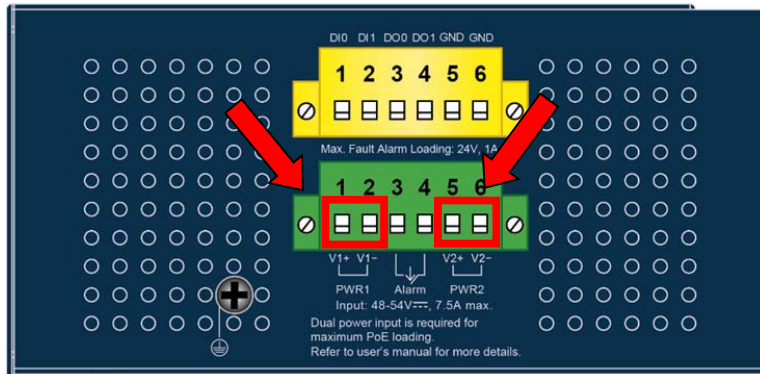 DI0 DI1 DO0 DO1 GND GND
1 2 3 4 5 6
Max. Fault Alarm Loading: 24V, 1A
1 2 3 4 5 6
V1+ V1- V2+ V2-
PWR1 Alarm PWR2
Input: 48-54V⎓, 7.5A max.
Dual power input is required for
maximum PoE loading.
Refer to user's manual for more details.